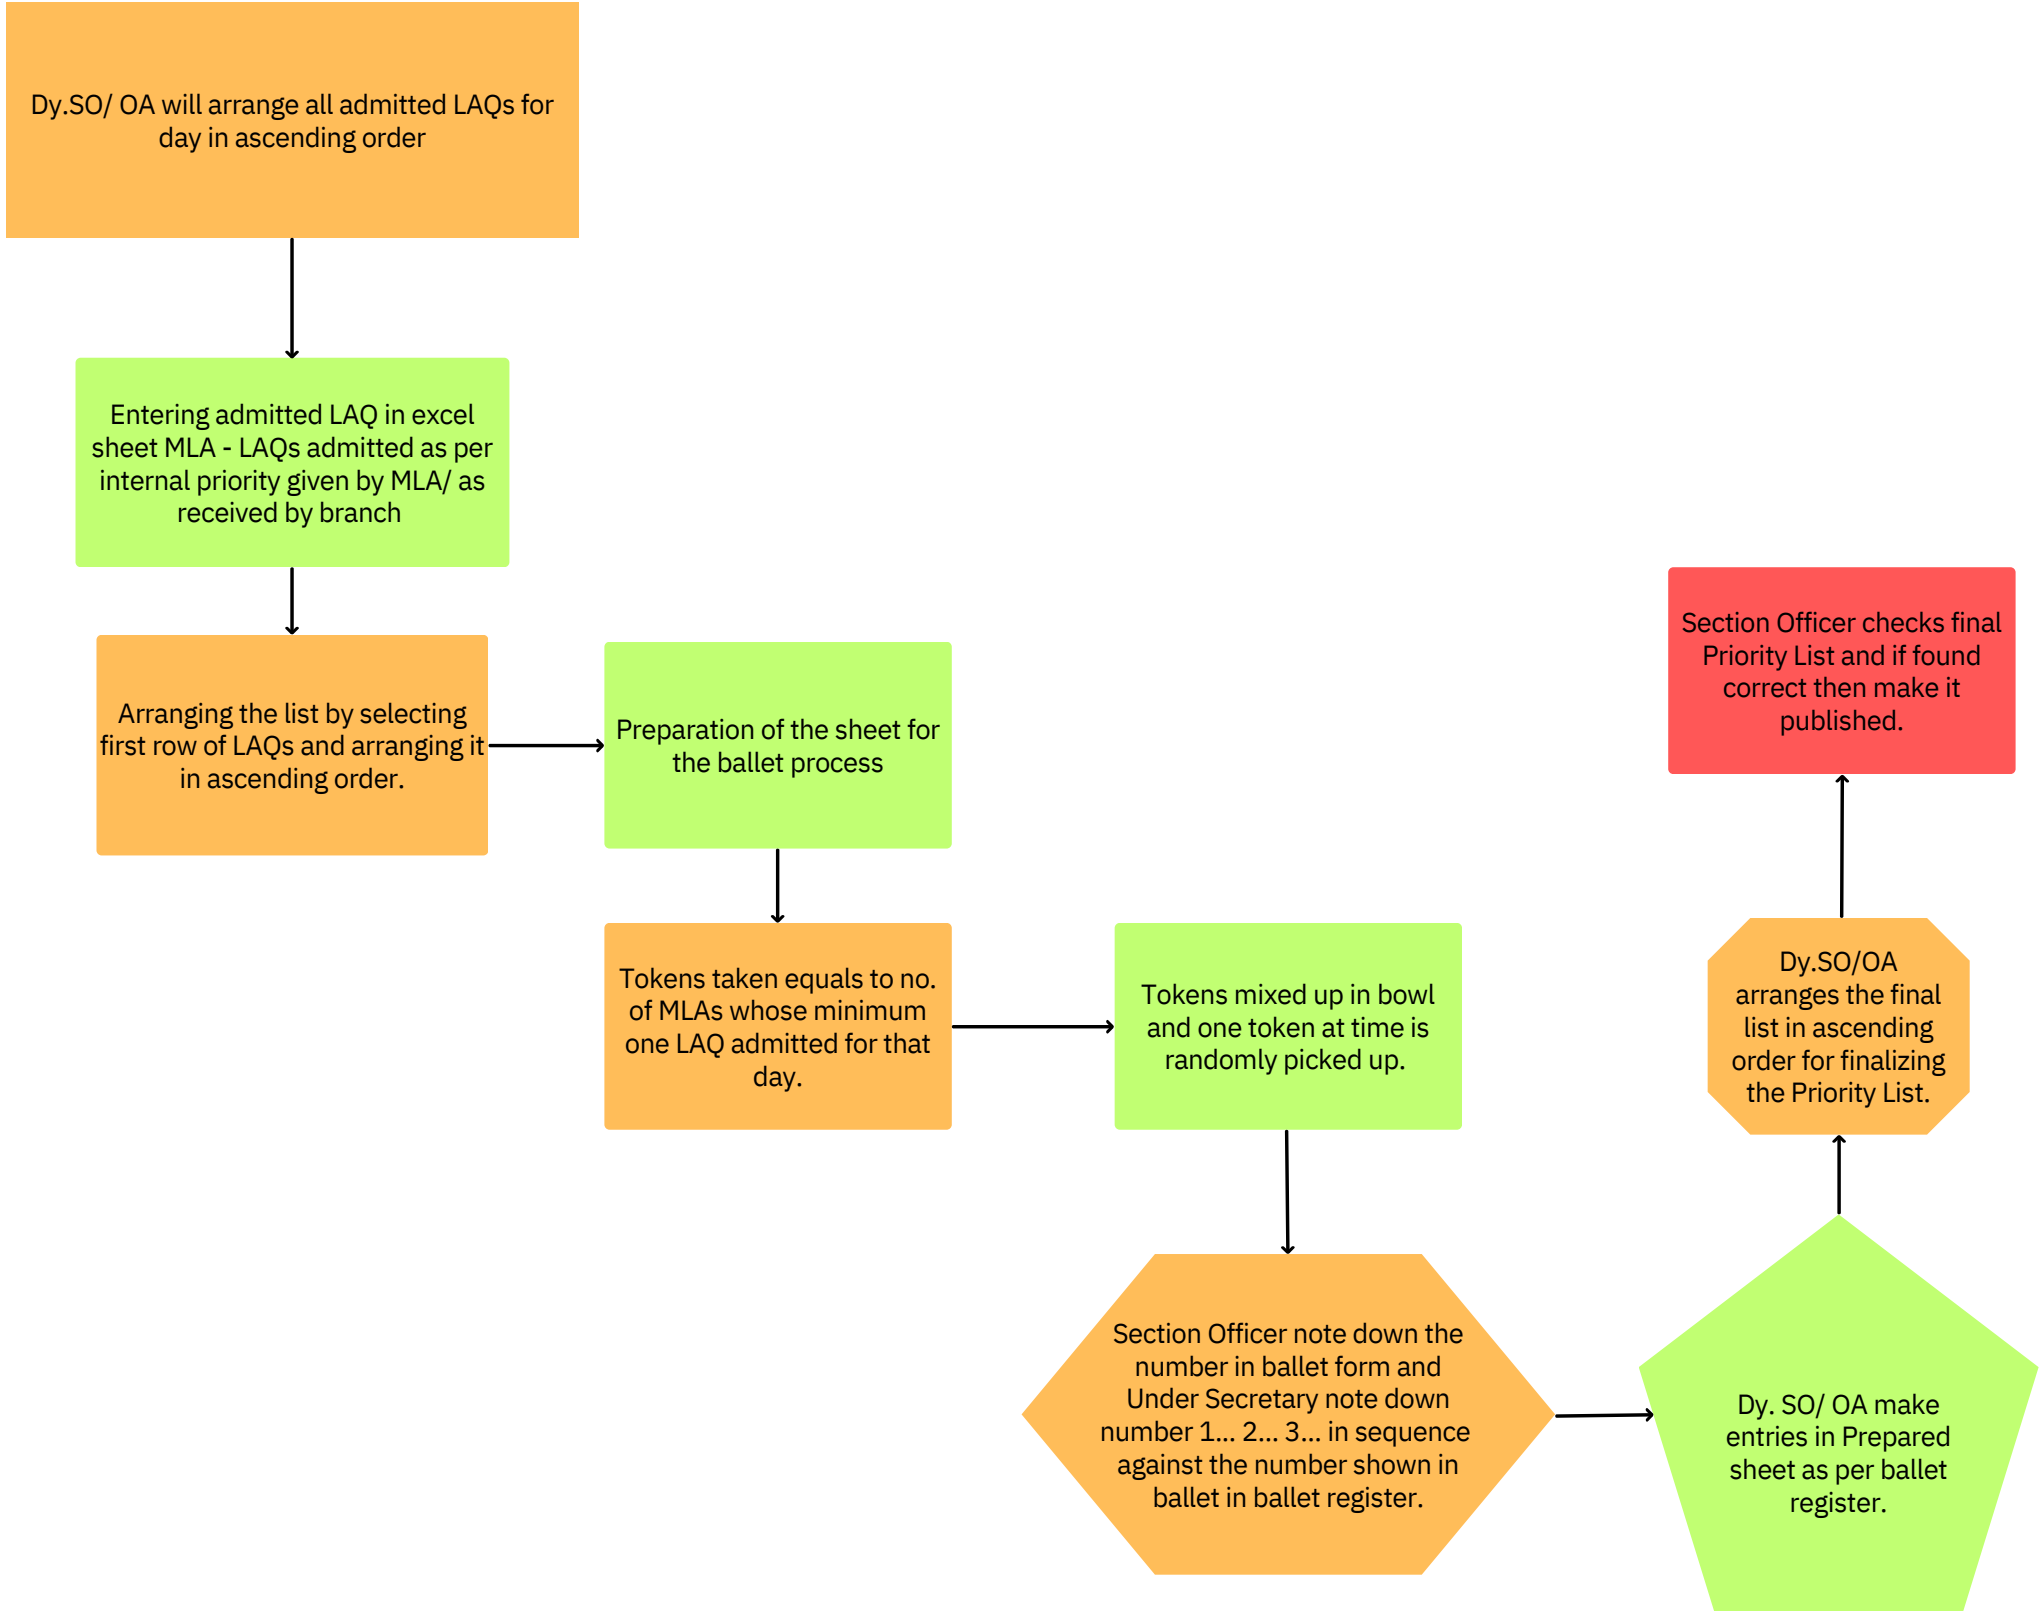 Dy.SO/ OA will arrange all admitted LAQs for
day in ascending order
Entering admitted LAQ in excel
sheet MLA - LAQs admitted as per
internal priority given by MLA/ as
received by branch
Arranging the list by selecting
first row of LAQs and arranging it
in ascending order.
Preparation of the sheet for
the ballet process
Tokens taken equals to no.
of MLAs whose minimum
one LAQ admitted for that
day.
Tokens mixed up in bowl
and one token at time is
randomly picked up.
Section Officer note down the
number in ballet form and
Under Secretary note down
number 1... 2... 3... in sequence
against the number shown in
ballet in ballet register.
Dy. SO/ OA make
entries in Prepared
sheet as per ballet
register.
Dy.SO/OA
arranges the final
list in ascending
order for finalizing
the Priority List.
Section Officer checks final
Priority List and if found
correct then make it
published.